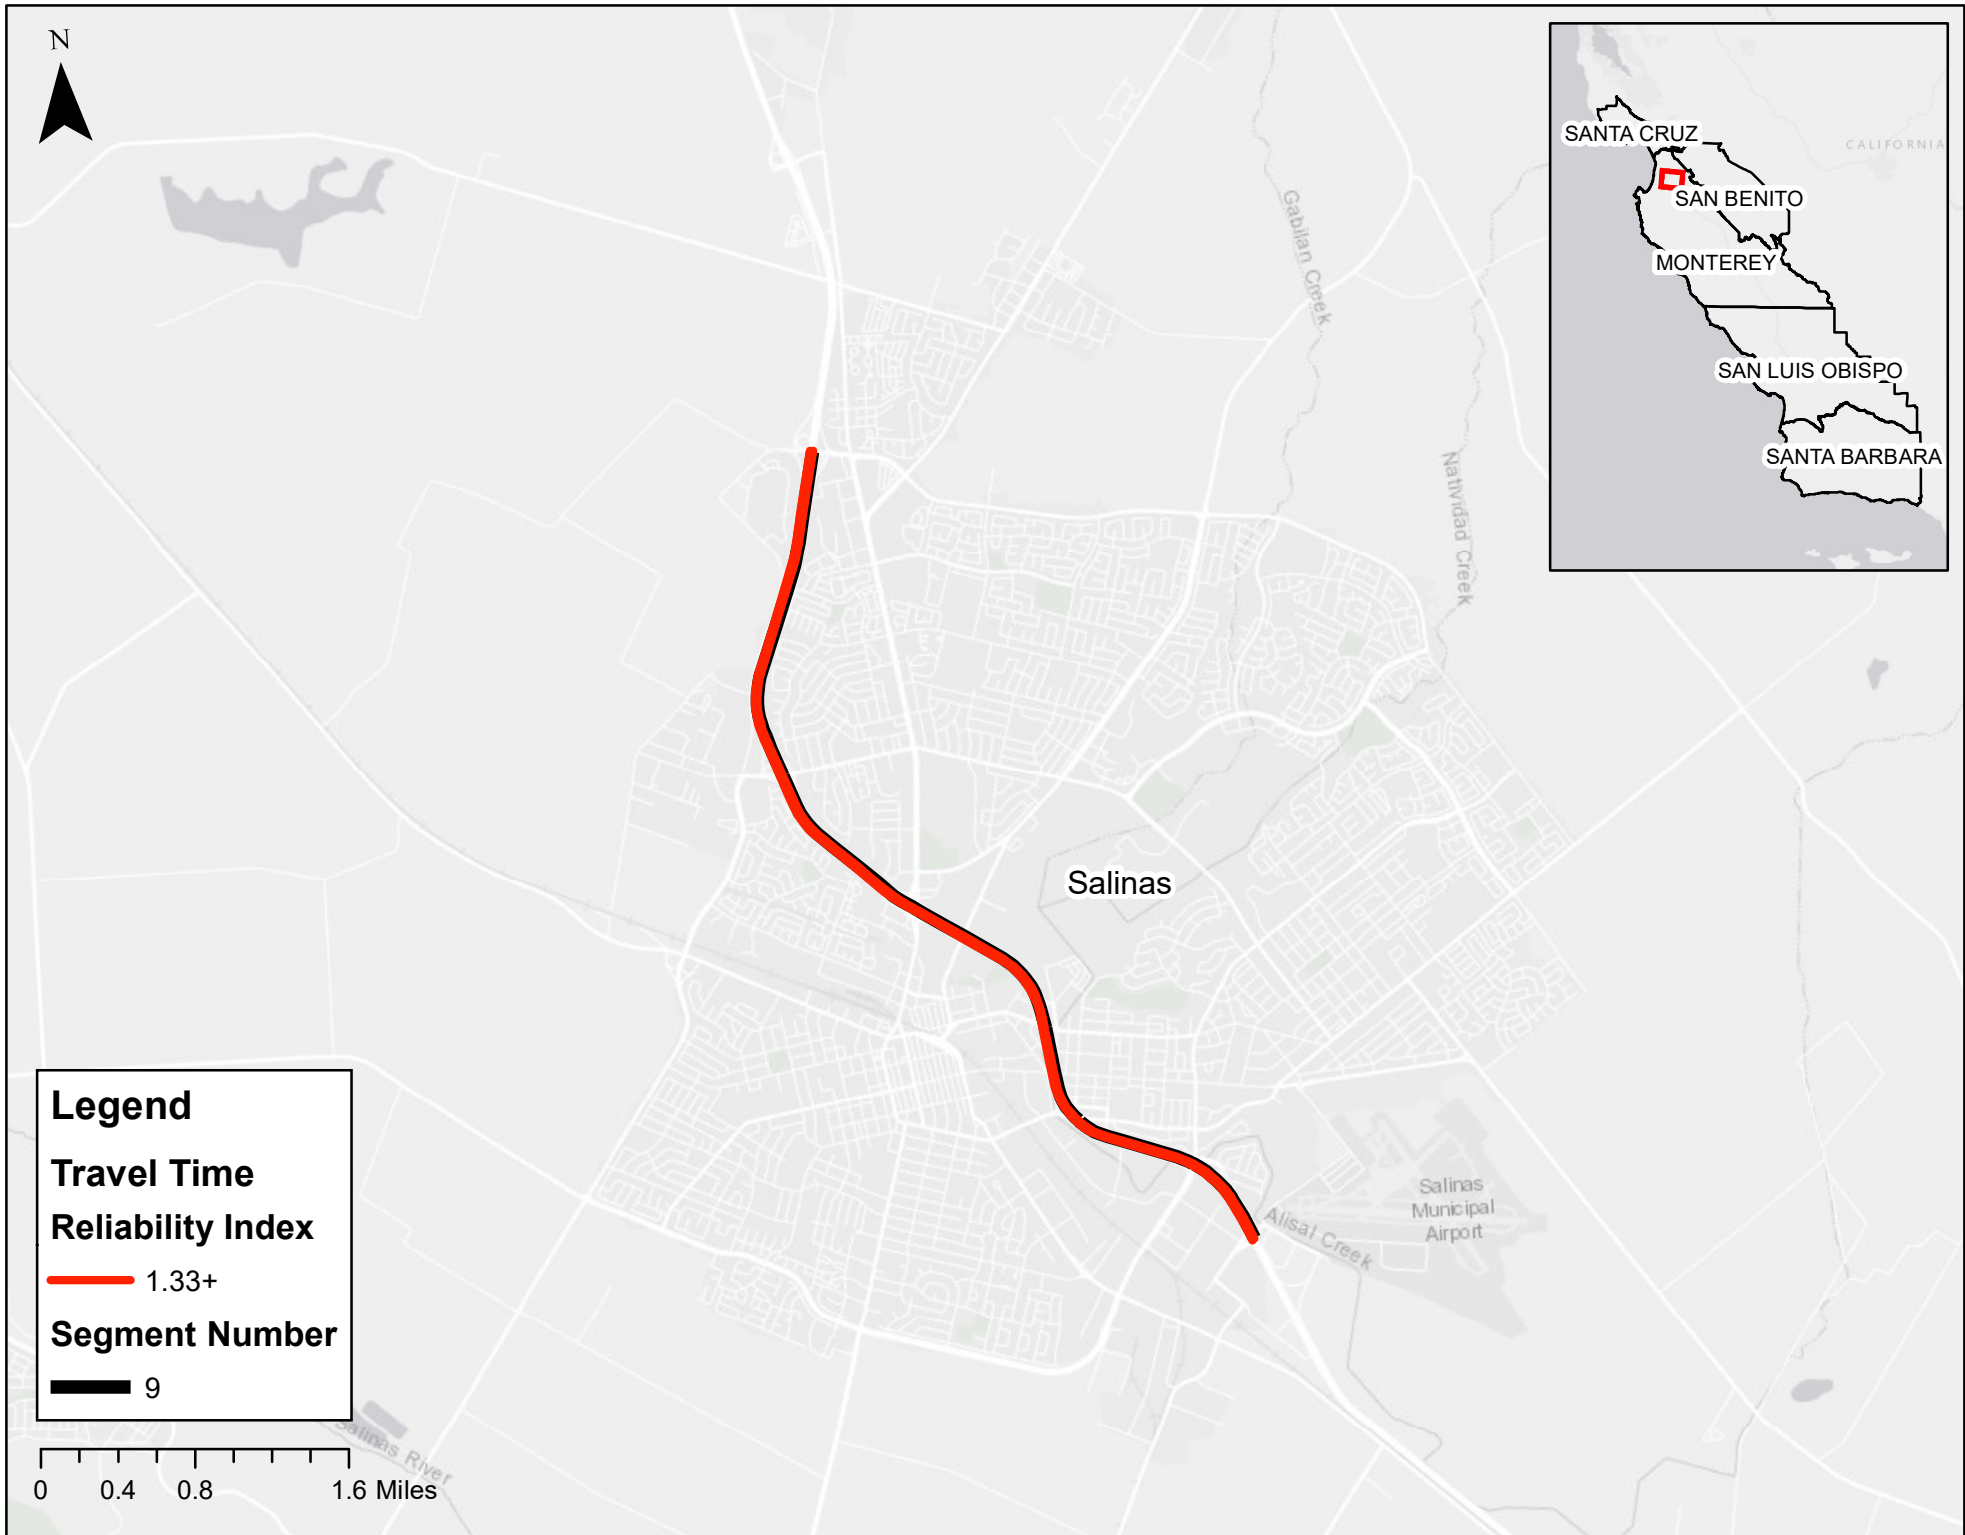 N
SANTA CRUZ
CALIFORNIA
SAN BENITO
MONTEREY
SAN LUIS OBISPO
SANTA BARBARA
Gabilan Creek
Natividad Creek
Salinas
Salinas
Municipal
Airport
Alisal Creek
Legend
Travel Time
Reliability Index
1.33+
Segment Number
9
Salinas River
0 0.4 0.8 1.6 Miles